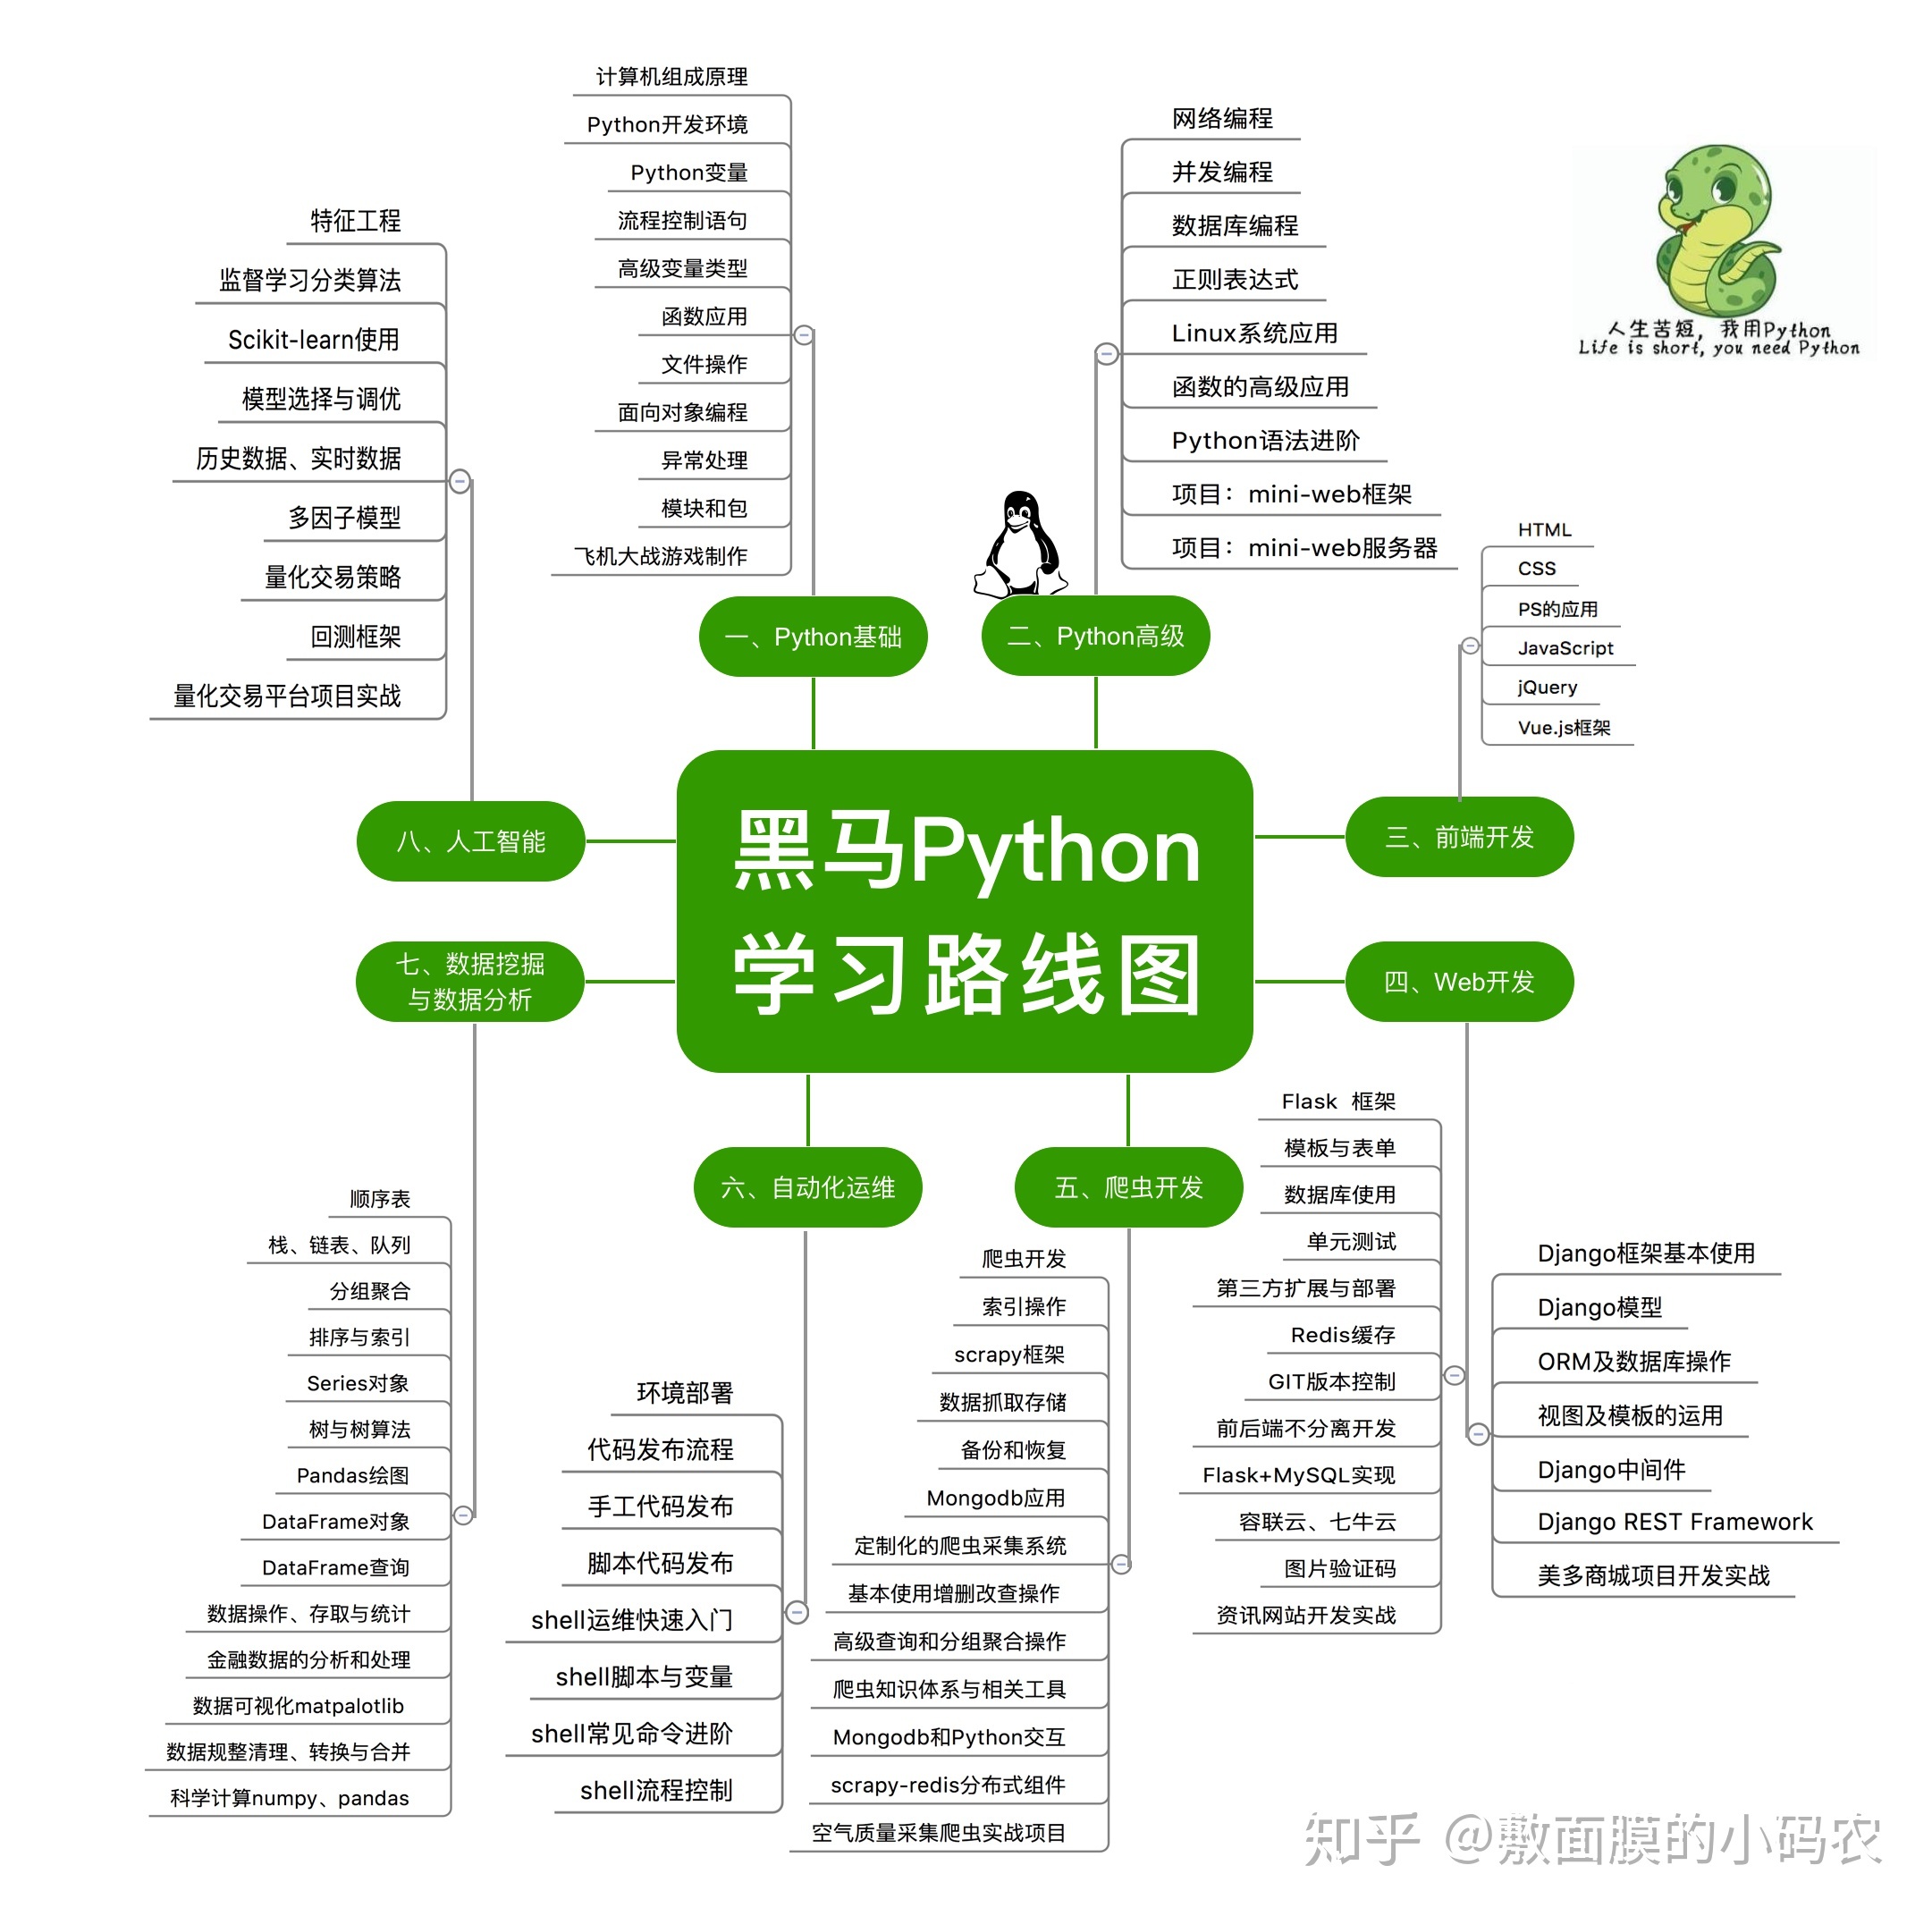 黑马Python
学习路线图
一、Python基础
计算机组成原理
Python开发环境
Python变量
流程控制语句
高级变量类型
函数应用
文件操作
面向对象编程
异常处理
模块和包
飞机大战游戏制作
二、Python高级
网络编程
并发编程
数据库编程
正则表达式
Linux系统应用
函数的高级应用
Python语法进阶
项目：mini-web框架
项目：mini-web服务器
人生苦短，我用Python
Life is short, you need Python
三、前端开发
HTML
CSS
PS的应用
JavaScript
jQuery
Vue.js框架
四、Web开发
Flask 框架
模板与表单
数据库使用
单元测试
第三方扩展与部署
Redis缓存
GIT版本控制
前后端不分离开发
Flask+MySQL实现
容联云、七牛云
图片验证码
资讯网站开发实战
Django框架基本使用
Django模型
ORM及数据库操作
视图及模板的运用
Django中间件
Django REST Framework
美多商城项目开发实战
五、爬虫开发
爬虫开发
索引操作
scrapy框架
数据抓取存储
备份和恢复
Mongodb应用
定制化的爬虫采集系统
基本使用增删改查操作
高级查询和分组聚合操作
爬虫知识体系与相关工具
Mongodb和Python交互
scrapy-redis分布式组件
空气质量采集爬虫实战项目
六、自动化运维
环境部署
代码发布流程
手工代码发布
脚本代码发布
shell运维快速入门
shell脚本与变量
shell常见命令进阶
shell流程控制
七、数据挖掘
与数据分析
顺序表
栈、链表、队列
分组聚合
排序与索引
Series对象
树与树算法
Pandas绘图
DataFrame对象
DataFrame查询
数据操作、存取与统计
金融数据的分析和处理
数据可视化matpalotlib
数据规整清理、转换与合并
科学计算numpy、pandas
八、人工智能
特征工程
监督学习分类算法
Scikit-learn使用
模型选择与调优
历史数据、实时数据
多因子模型
量化交易策略
回测框架
量化交易平台项目实战
知乎 @敷面膜的小码农